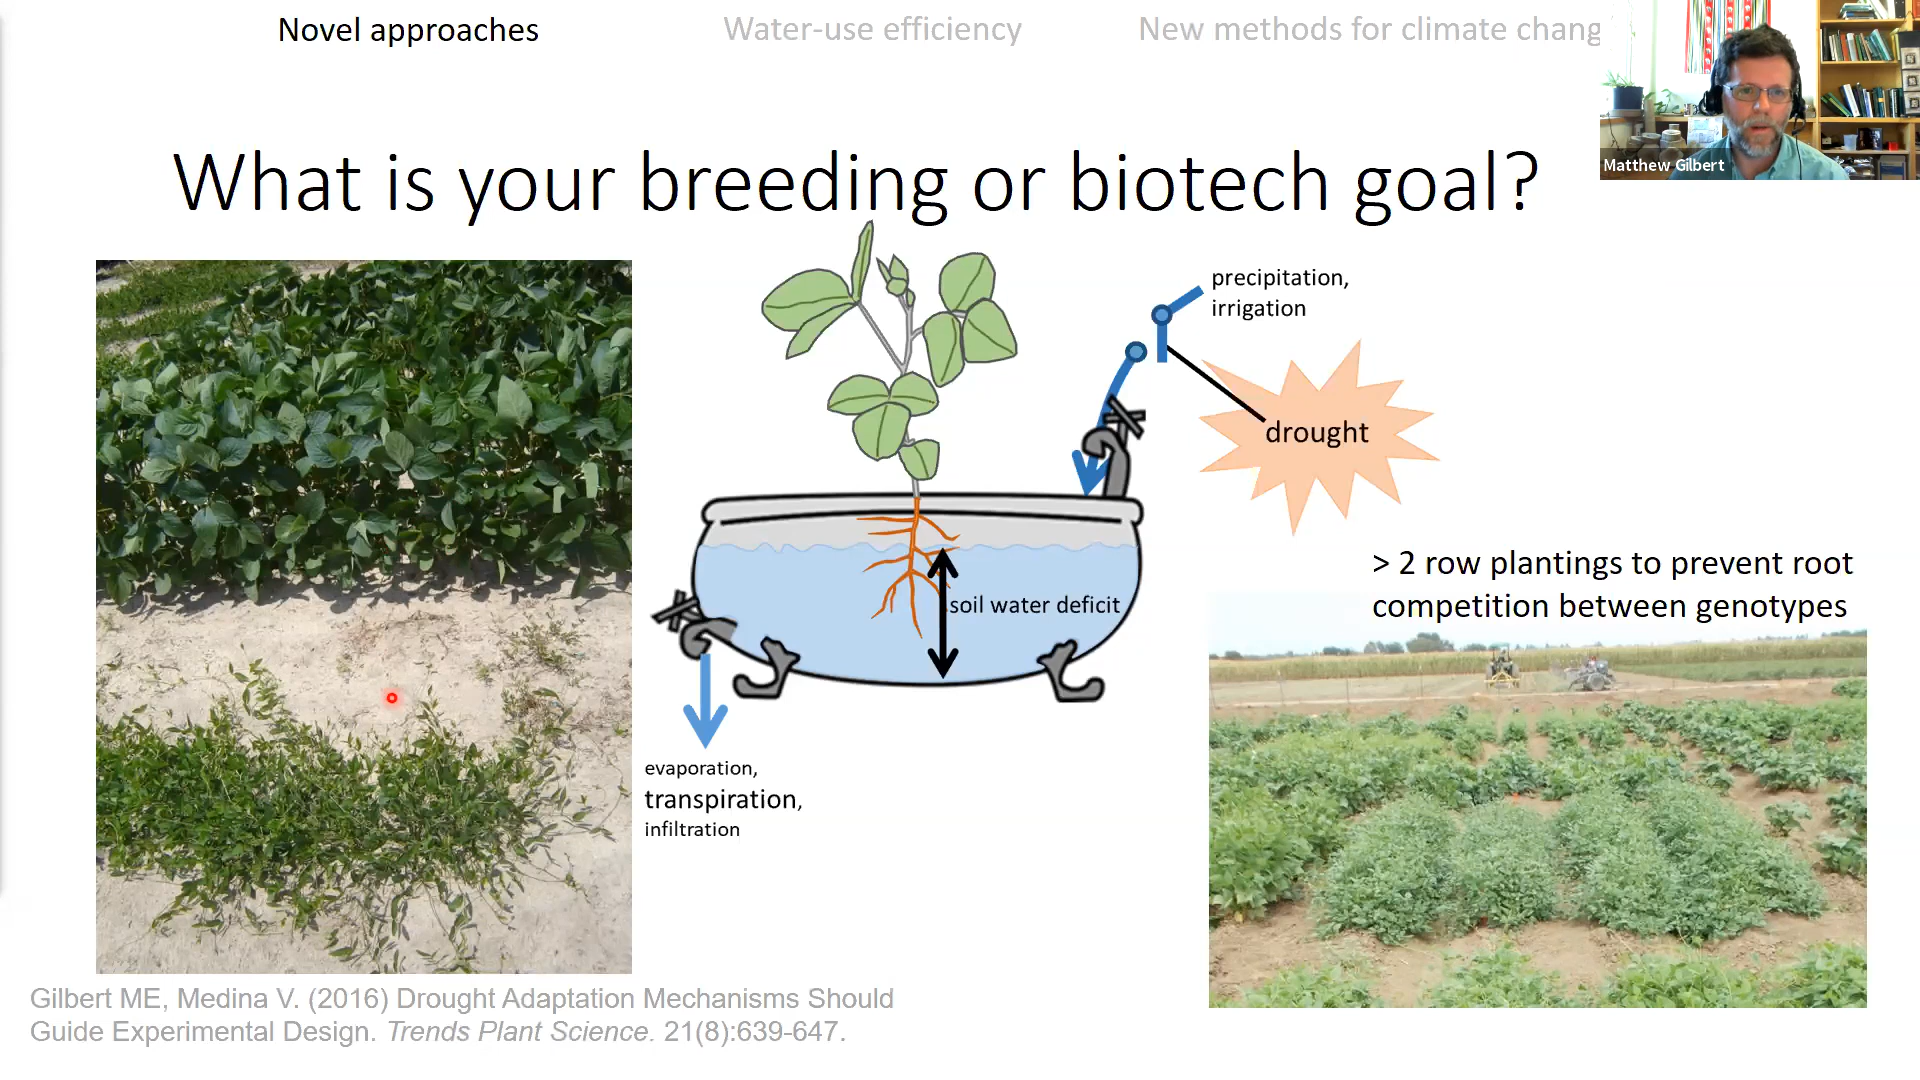 Novel approaches
Water-use efficiency
New methods for climate chang
Matthew Gilbert
What is your breeding or biotech goal?
precipitation,
irrigation
drought
> 2 row plantings to prevent root
competition between genotypes
soil water deficit
evaporation,
transpiration,
infiltration
Gilbert ME, Medina V. (2016) Drought Adaptation Mechanisms Should
Guide Experimental Design. Trends Plant Science. 21(8):639-647.